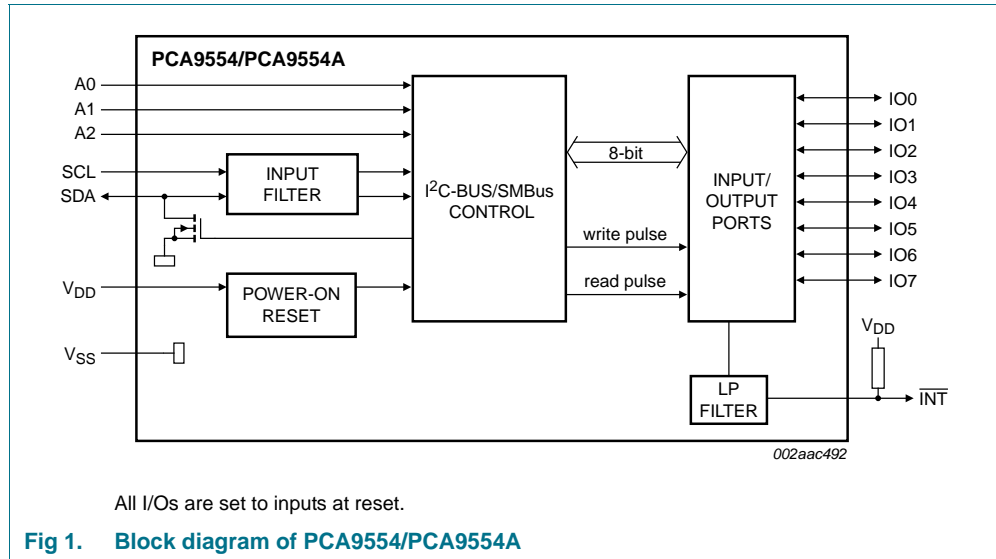 PCA9554/PCA9554A
A0
A1
A2
SCL
SDA
INPUT
FILTER
I2C-BUS/SMBus
CONTROL
8-bit
write pulse
read pulse
INPUT/
OUTPUT
PORTS
IO0
IO1
IO2
IO3
IO4
IO5
IO6
IO7
VDD
POWER-ON
RESET
VSS
LP
FILTER
VDD
INT
002aac492
All I/Os are set to inputs at reset.
Fig 1. Block diagram of PCA9554/PCA9554A